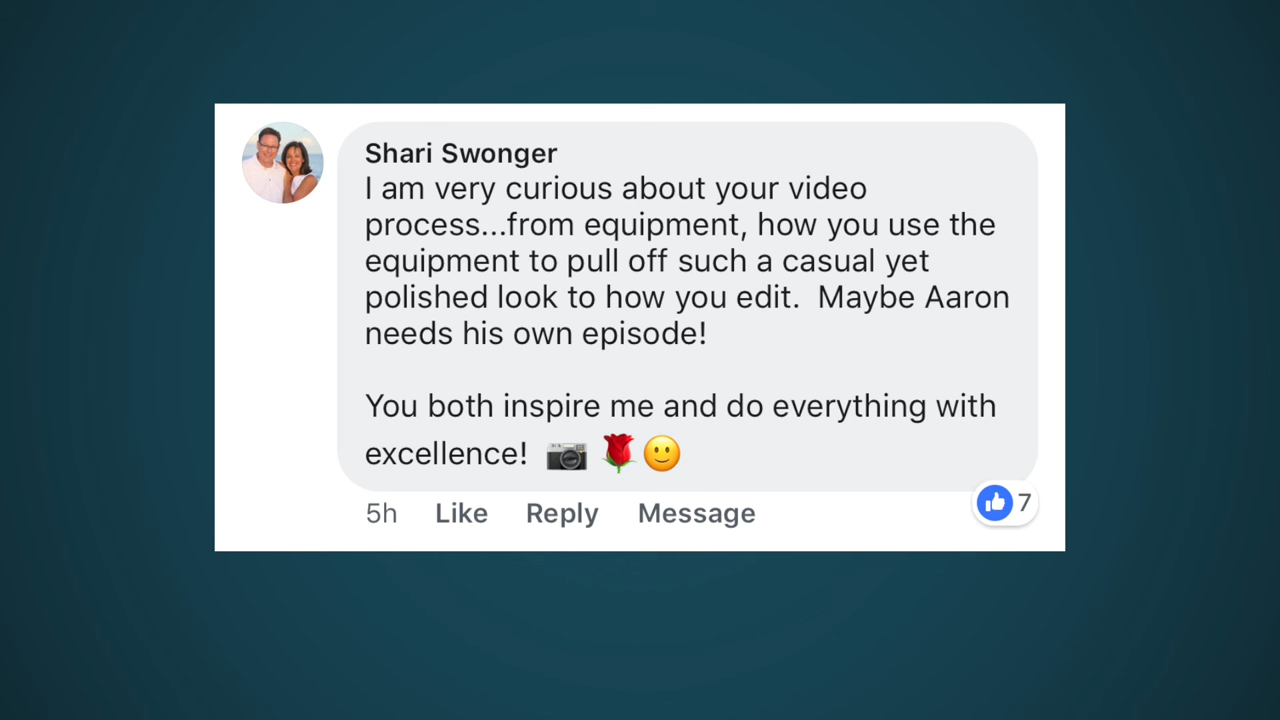 Shari Swonger
I am very curious about your video
process...from equipment, how you use the
equipment to pull off such a casual yet
polished look to how you edit.  Maybe Aaron
needs his own episode!
You both inspire me and do everything with
excellence! 📷🌹🙂
5h Like Reply Message 7